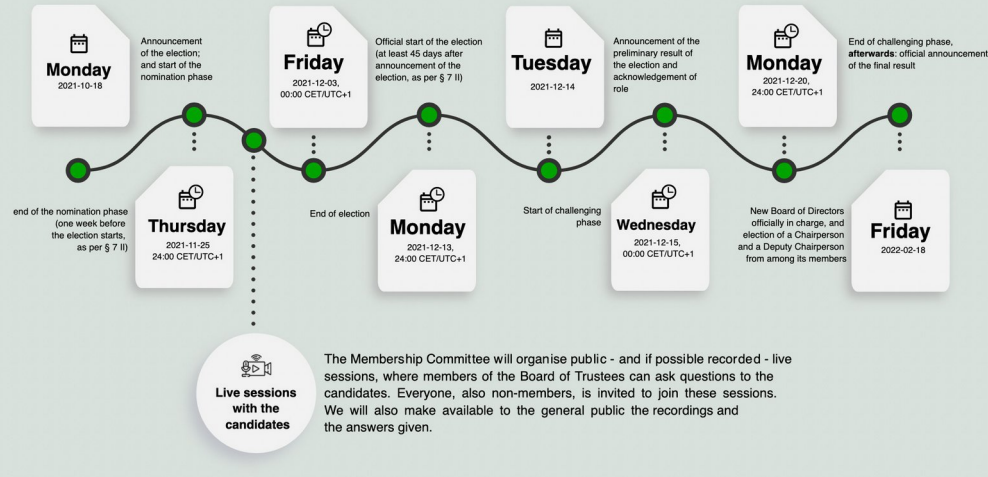 Monday
2021-10-18
Announcement
of the election;
and start of the
nomination phase
end of the nomination phase
(one week before
the election starts,
as per § 7 II)
Thursday
2021-11-25
24:00 CET/UTC+1
Friday
2021-12-03,
00:00 CET/UTC+1
Official start of the election
(at least 45 days after
announcement of the
election, as per § 7 II)
End of election
Monday
2021-12-13,
24:00 CET/UTC+1
Tuesday
2021-12-14
Announcement of the
preliminary result of
the election and
acknowledgement of
role
Start of challenging
phase
Wednesday
2021-12-15,
00:00 CET/UTC+1
Monday
2021-12-20,
24:00 CET/UTC+1
End of challenging phase,
afterwards: official announcement
of the final result
New Board of Directors
officially in charge, and
election of a Chairperson
and a Deputy Chairperson
from among its members
Friday
2022-02-18
Live sessions
with the
candidates
The Membership Committee will organise public - and if possible recorded - live
sessions, where members of the Board of Trustees can ask questions to the
candidates. Everyone, also non-members, is invited to join these sessions.
We will also make available to the general public the recordings and
the answers given.